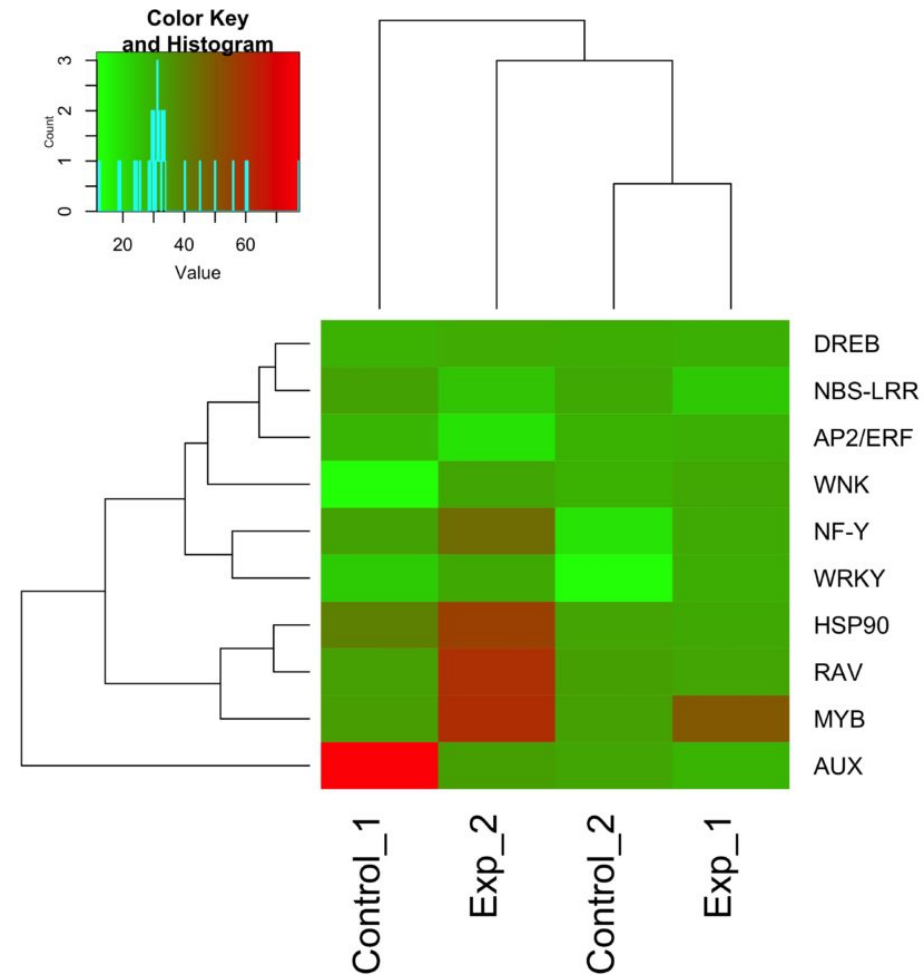 Color Key
and Histogram
Count
0
1
2
3
20
40
60
Value
DREB
NBS-LRR
AP2/ERF
WNK
NF-Y
WRKY
HSP90
RAV
MYB
AUX
Control_1
Exp_2
Control_2
Exp_1